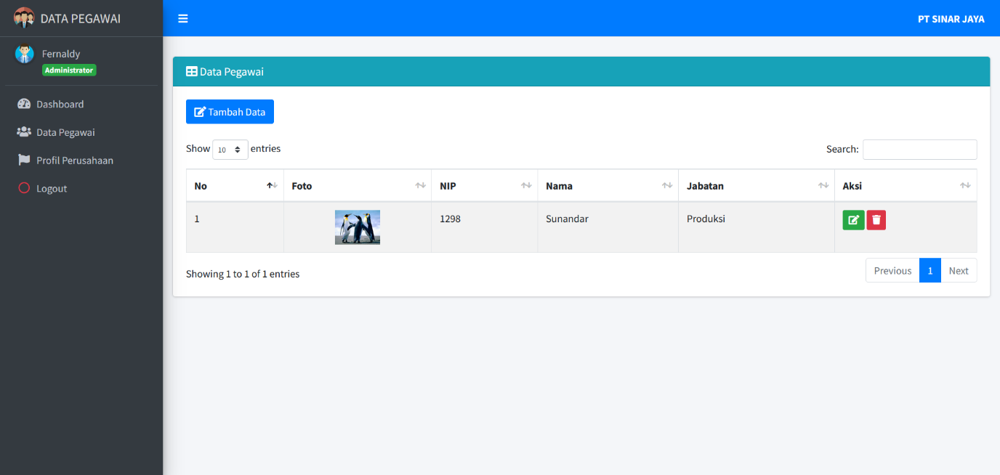 DATA PEGAWAI
PT SINAR JAYA
Fernaldy
Administrator
Dashboard
Data Pegawai
Profil Perusahaan
Logout
Data Pegawai
Tambah Data
Show 10 entries
Search:
No Foto NIP Nama Jabatan Aksi
1 1298 Sunandar Produksi
Showing 1 to 1 of 1 entries
Previous 1 Next